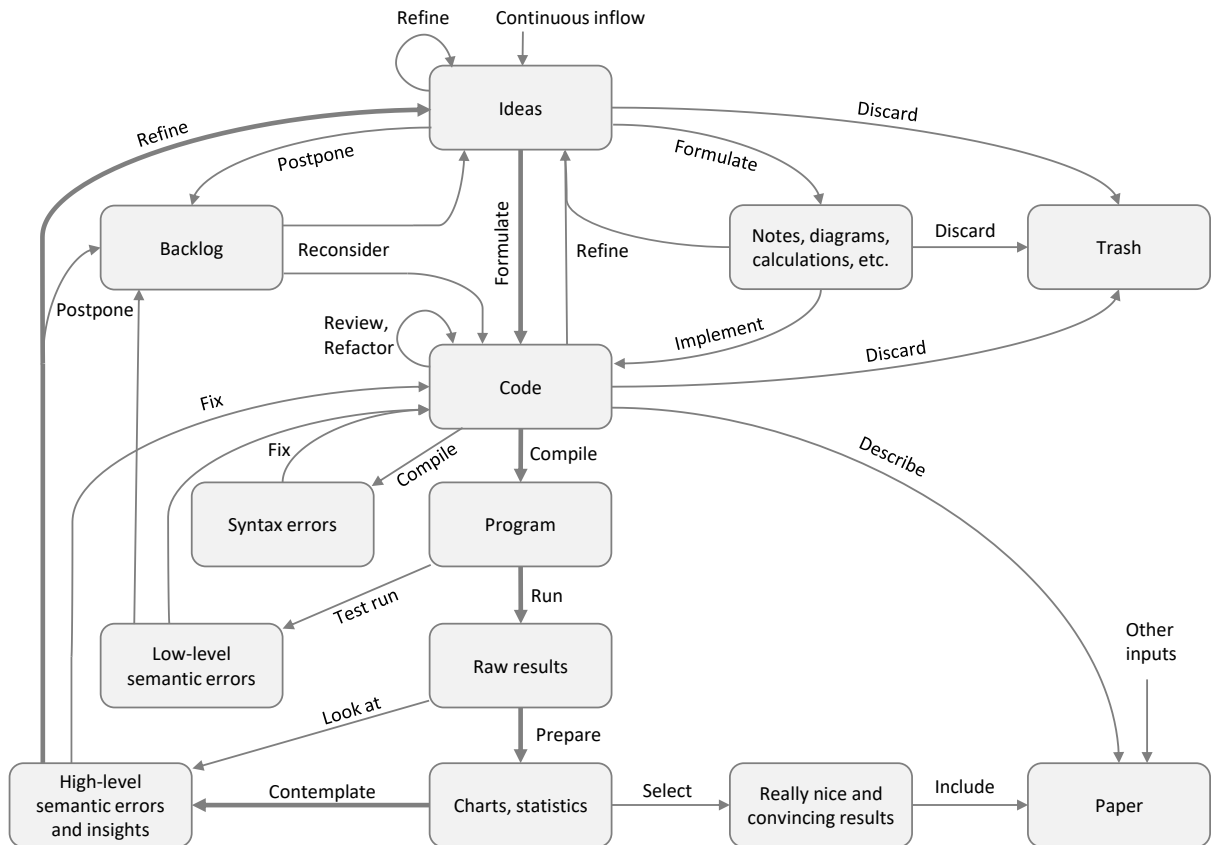 Refine
Continuous inflow
Ideas
Refine
Discard
Postpone
Formulate
Backlog
Reconsider
Formulate
Refine
Notes, diagrams,
calculations, etc.
Discard
Trash
Postpone
Review,
Refactor
Implement
Discard
Code
Fix
Fix
Compile
Compile
Describe
Syntax errors
Program
Test run
Run
Low-level
semantic errors
Raw results
Other
inputs
Look at
Prepare
High-level
semantic errors
and insights
Contemplate
Charts, statistics
Select
Really nice and
convincing results
Include
Paper